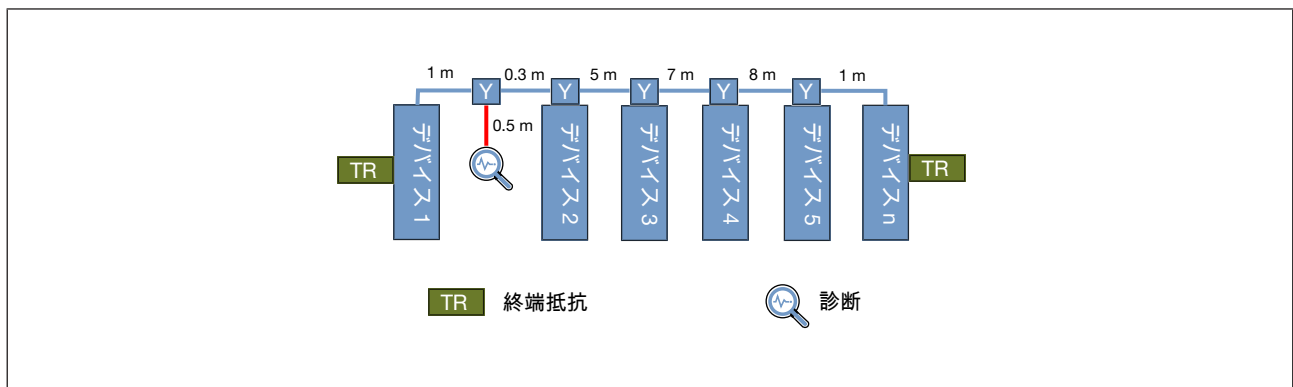 1 m
0.3 m
5 m
7 m
8 m
1 m
Y
Y
Y
Y
Y
0.5 m
TR
デバイス 1
デバイス 2
デバイス 3
デバイス 4
デバイス 5
デバイス n
TR
TR 終端抵抗
診断